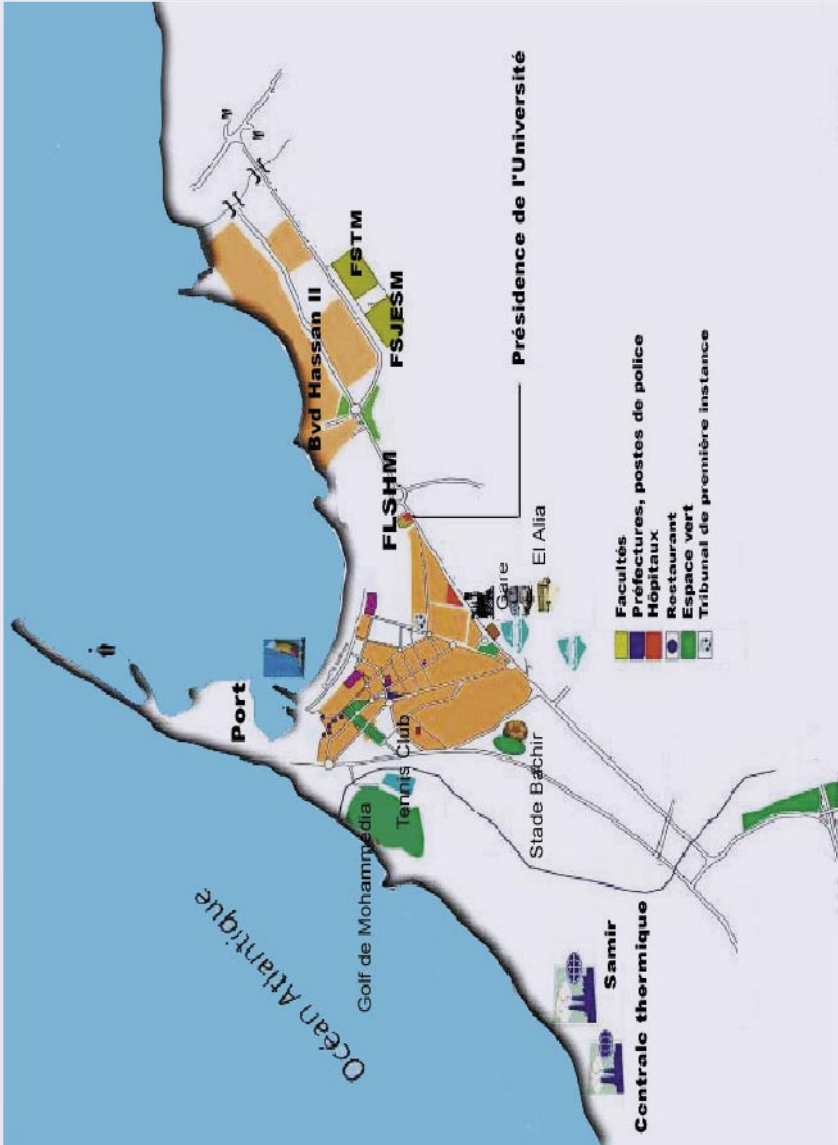 Océan Atlantique
Port
Golf de Mohammédia
Tennis Club
Stade Bachir
Samir
Centrale thermique
Bvd Hassan II
FSTM
FSJESM
FLSHM
Présidence de l'Université
Gare
El Alia
Facultés
Préfectures, postes de police
Hôpitaux
Restaurant
Espace vert
Tribunal de première instance